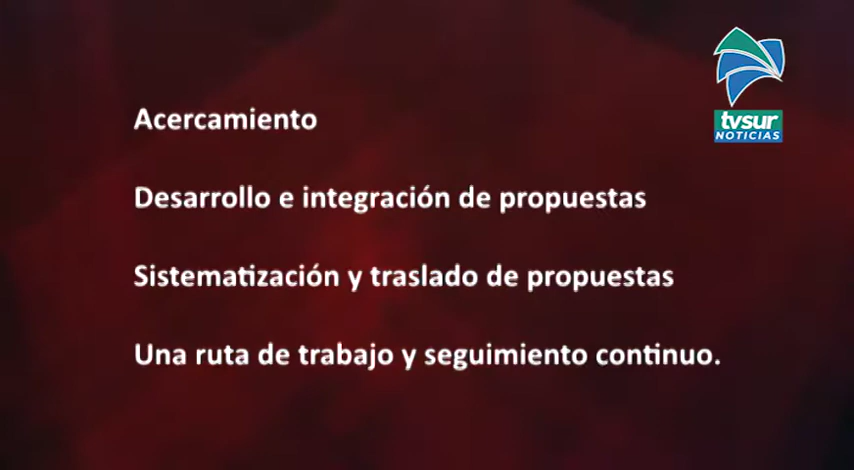 tvsur
NOTICIAS
Acercamiento
Desarrollo e integración de propuestas
Sistematización y traslado de propuestas
Una ruta de trabajo y seguimiento continuo.